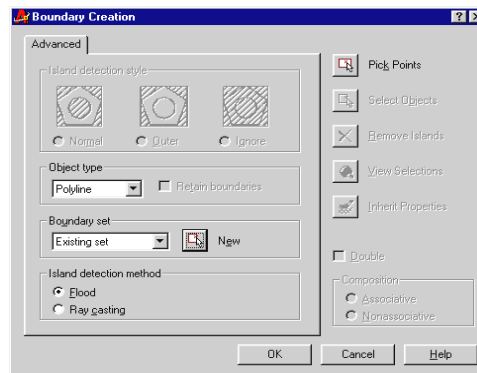 Boundary Creation
Advanced
Island detection style
Normal
Outer
Ignore
Object type
Polyline
Retain boundaries
Boundary set
Existing set
New
Island detection method
Flood
Ray casting
Pick Points
Select Objects
Remove Islands
View Selections
Inherit Properties
Double
Composition
Associative
Nonassociative
OK
Cancel
Help